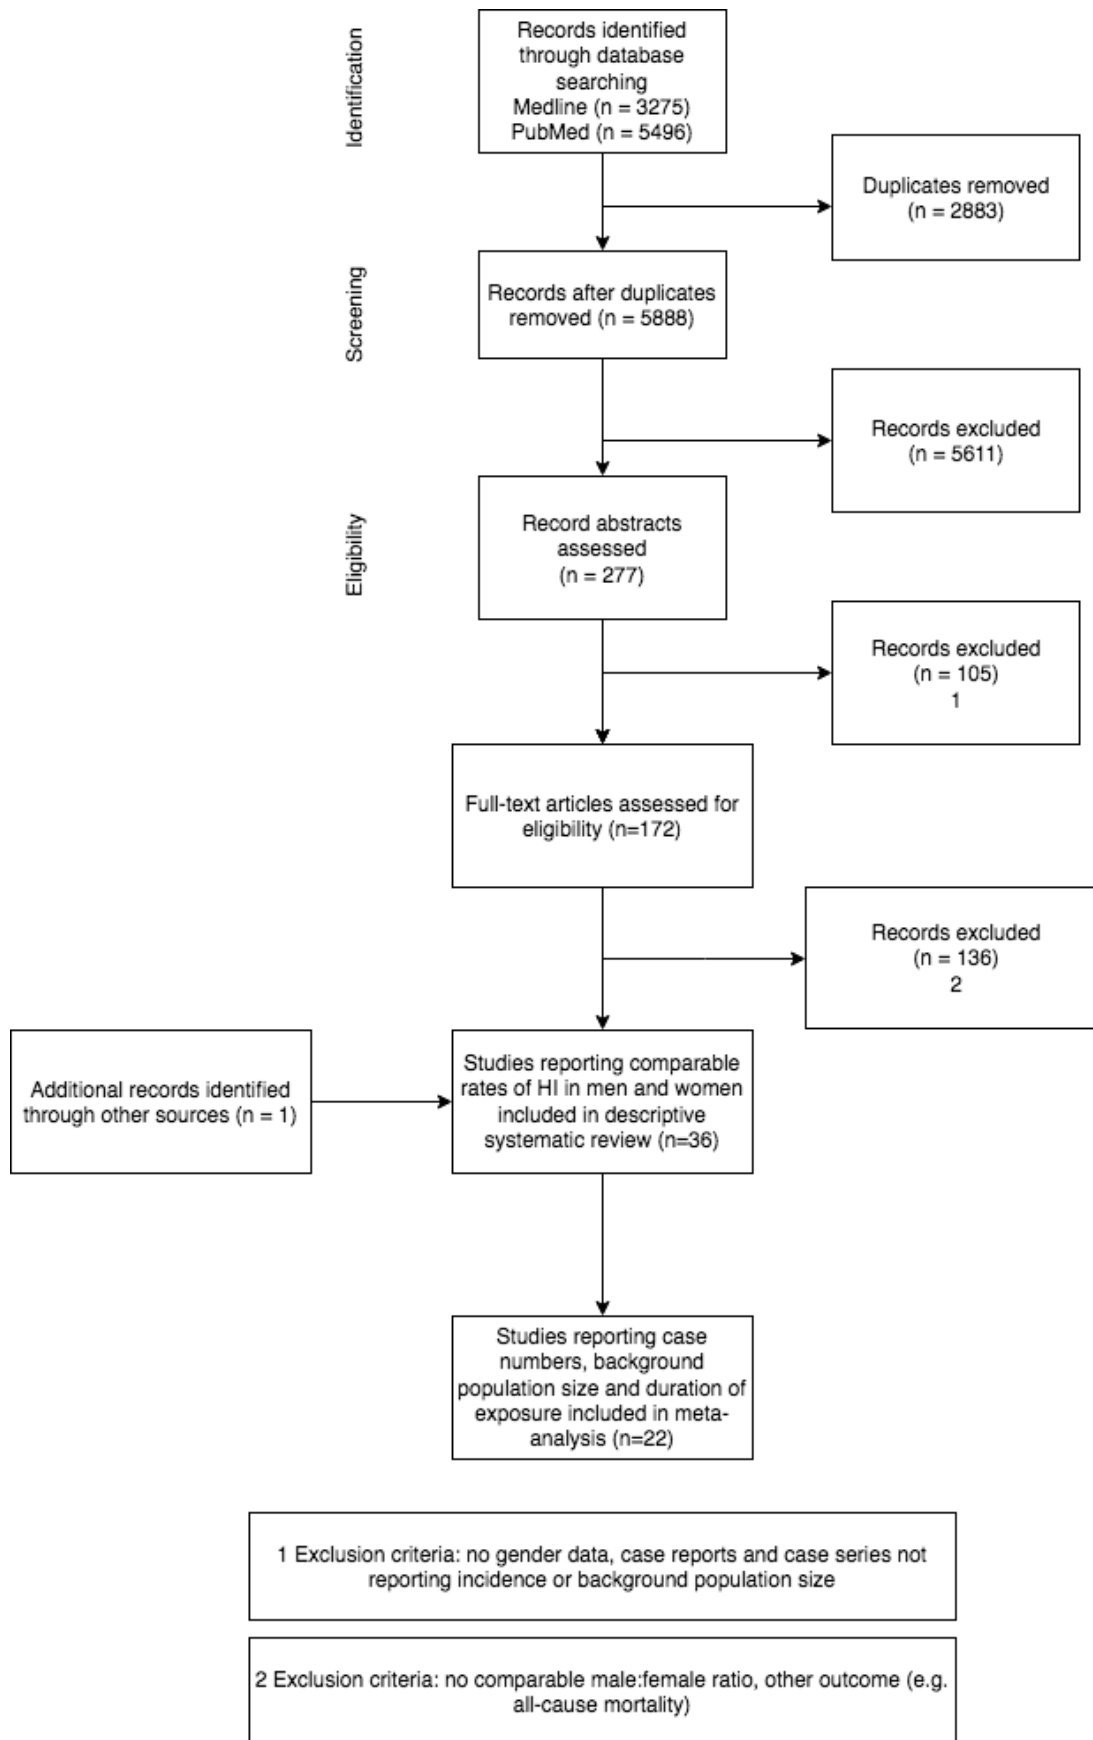 Identification
Records identified
through database
searching
Medline (n = 3275)
PubMed (n = 5496)
Duplicates removed
(n = 2883)
Screening
Records after duplicates
removed (n = 5888)
Records excluded
(n = 5611)
Eligibility
Record abstracts
assessed
(n = 277)
Records excluded
(n = 105)
1
Full-text articles assessed for
eligibility (n=172)
Records excluded
(n = 136)
2
Additional records identified
through other sources (n = 1)
Studies reporting comparable
rates of HI in men and women
included in descriptive
systematic review (n=36)
Studies reporting case
numbers, background
population size and duration of
exposure included in meta-
analysis (n=22)
1 Exclusion criteria: no gender data, case reports and case series not
reporting incidence or background population size
2 Exclusion criteria: no comparable male:female ratio, other outcome (e.g.
all-cause mortality)